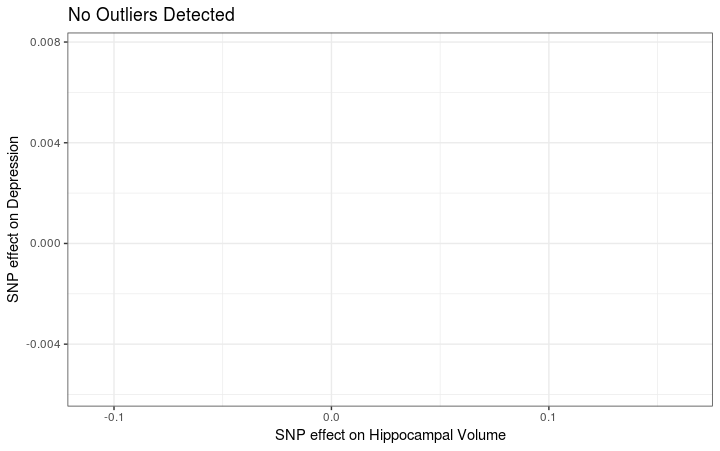 No Outliers Detected
0.008
0.004
0.000
-0.004
SNP effect on Depression
-0.1
0.0
0.1
SNP effect on Hippocampal Volume